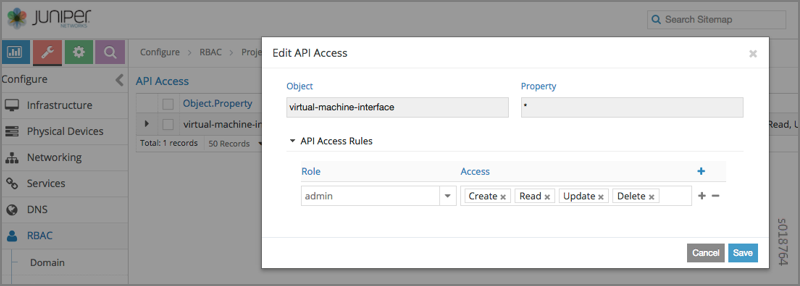 JUNIPER
NETWORKS
Search Sitemap
Configure
Configure > RBAC > Proje
Infrastructure
Physical Devices
Networking
Services
DNS
RBAC
Domain
API Access
Object.Property
virtual-machine-in
Total: 1 records 50 Records
Read, U
Edit API Access
Object
Property
virtual-machine-interface
*
API Access Rules
Role
Access
admin
Create
Read
Update
Delete
Cancel
Save
s018764